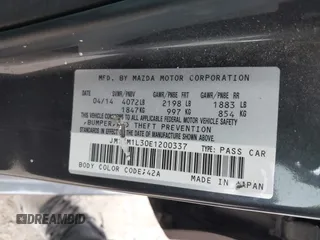 MFD. BY MAZDA MOTOR CORPORATION
04/14 GVWR/PNBV GAWR/PNBE FRT GAWR/PNBE RR
4072LB 2198 LB 1883 LB
1847KG 997 KG 854 KG
THIS VEHICLE CONFORMS TO ALL APPLICABLE FEDERAL MOTOR VEHICLE SAFETY,
BUMPER, AND THEFT PREVENTION
STANDARDS IN EFFECT ON THE DATE OF MANUFACTURE SHOWN ABOVE.
M1L30E1200337 TYPE: PASS CAR
MADE IN JAPAN
BODY COLOR CODE: 42A
DREAMBID